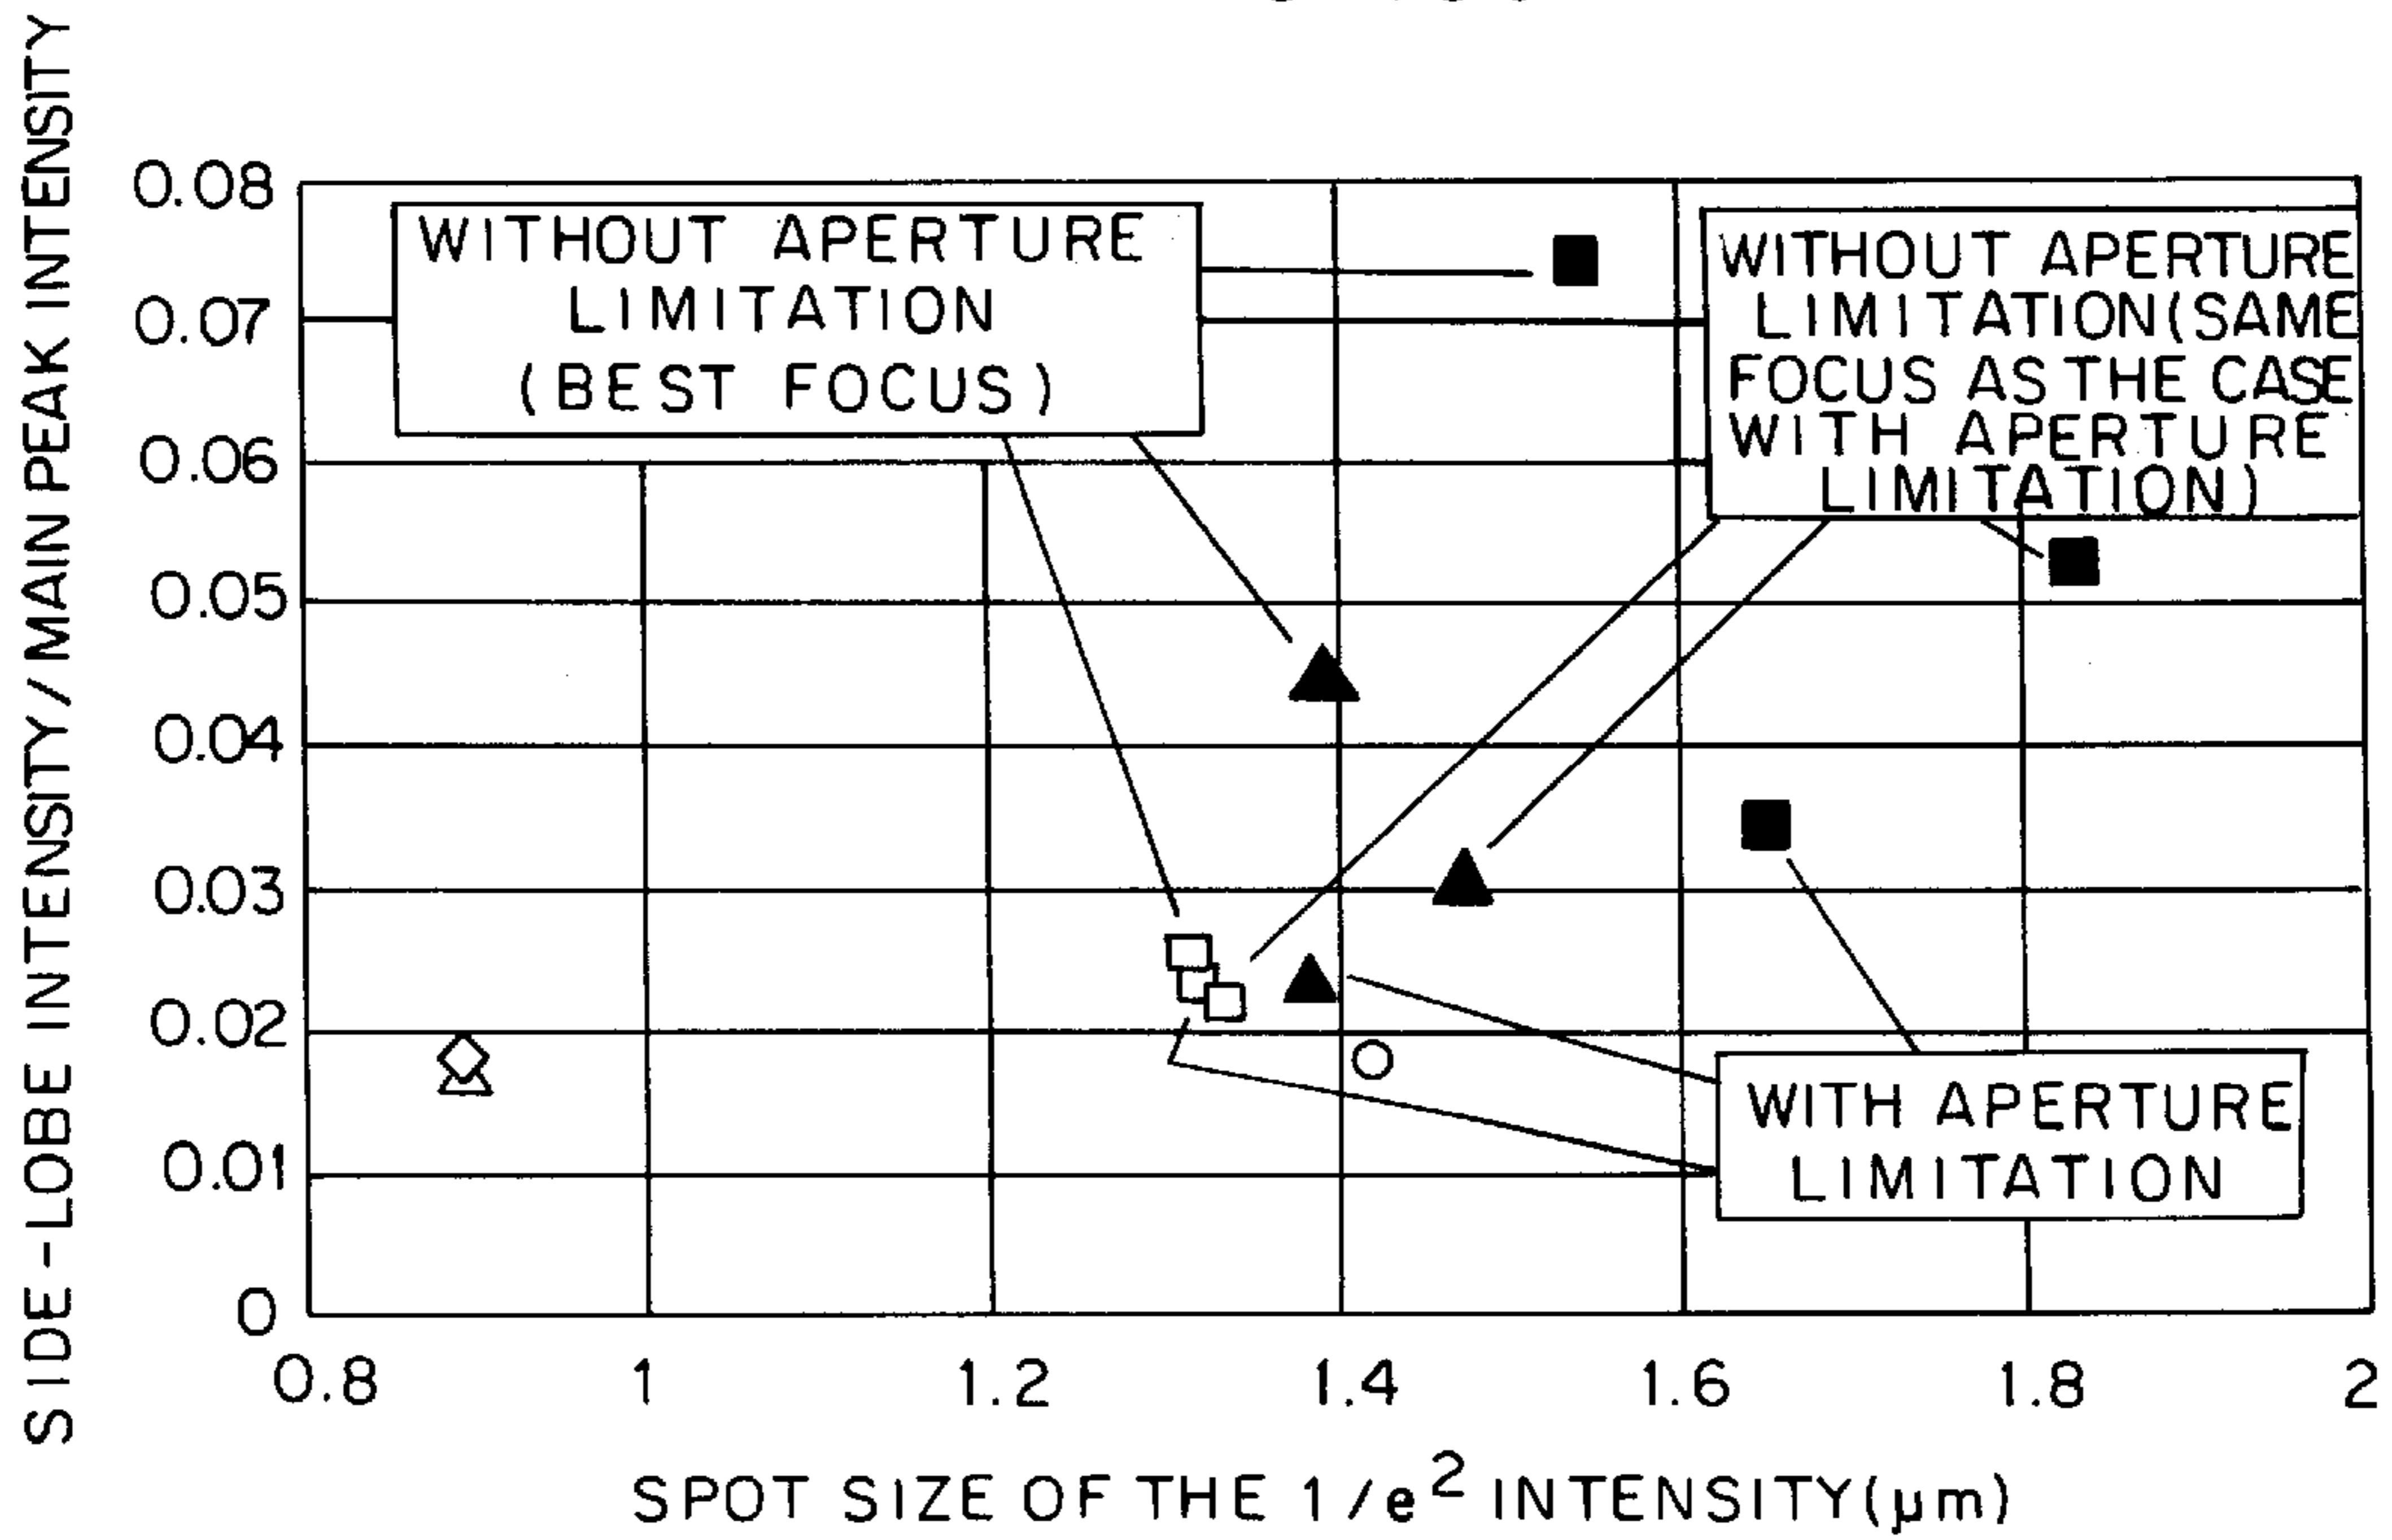 SIDE-LOBE INTENSITY/MAIN PEAK INTENSITY
0.08
0.07
0.06
0.05
0.04
0.03
0.02
0.01
0
WITHOUT APERTURE
LIMITATION
(BEST FOCUS)
WITHOUT APERTURE
LIMITATION(SAME
FOCUS AS THE CASE
WITH APERTURE
LIMITATION)
WITH APERTURE
LIMITATION
0.8 1 1.2 1.4 1.6 1.8 2
SPOT SIZE OF THE 1/e² INTENSITY(μm)